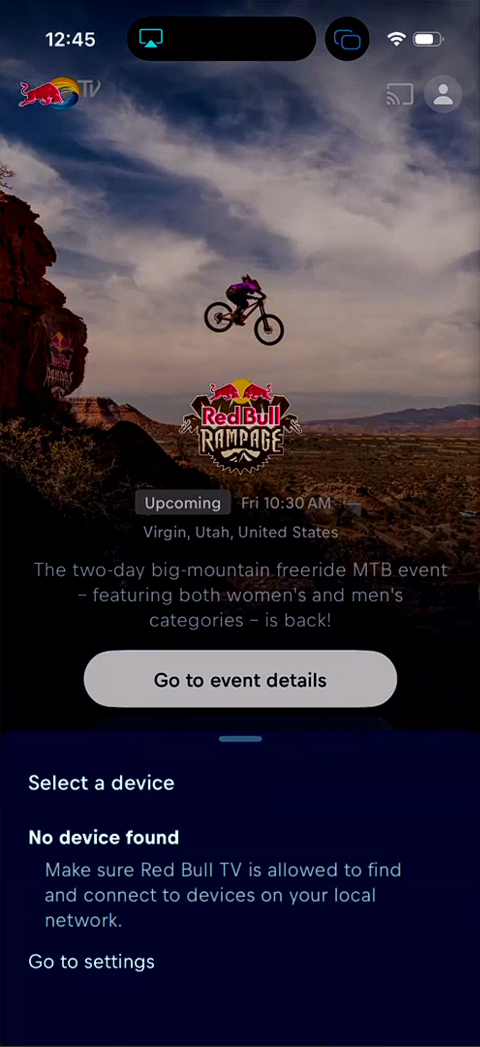 12:45
TV
Red Bull
RAMPAGE
Upcoming Fri 10:30 AM
Virgin, Utah, United States
The two-day big-mountain freeride MTB event
– featuring both women's and men's
categories – is back!
Go to event details
Select a device
No device found
Make sure Red Bull TV is allowed to find
and connect to devices on your local
network.
Go to settings